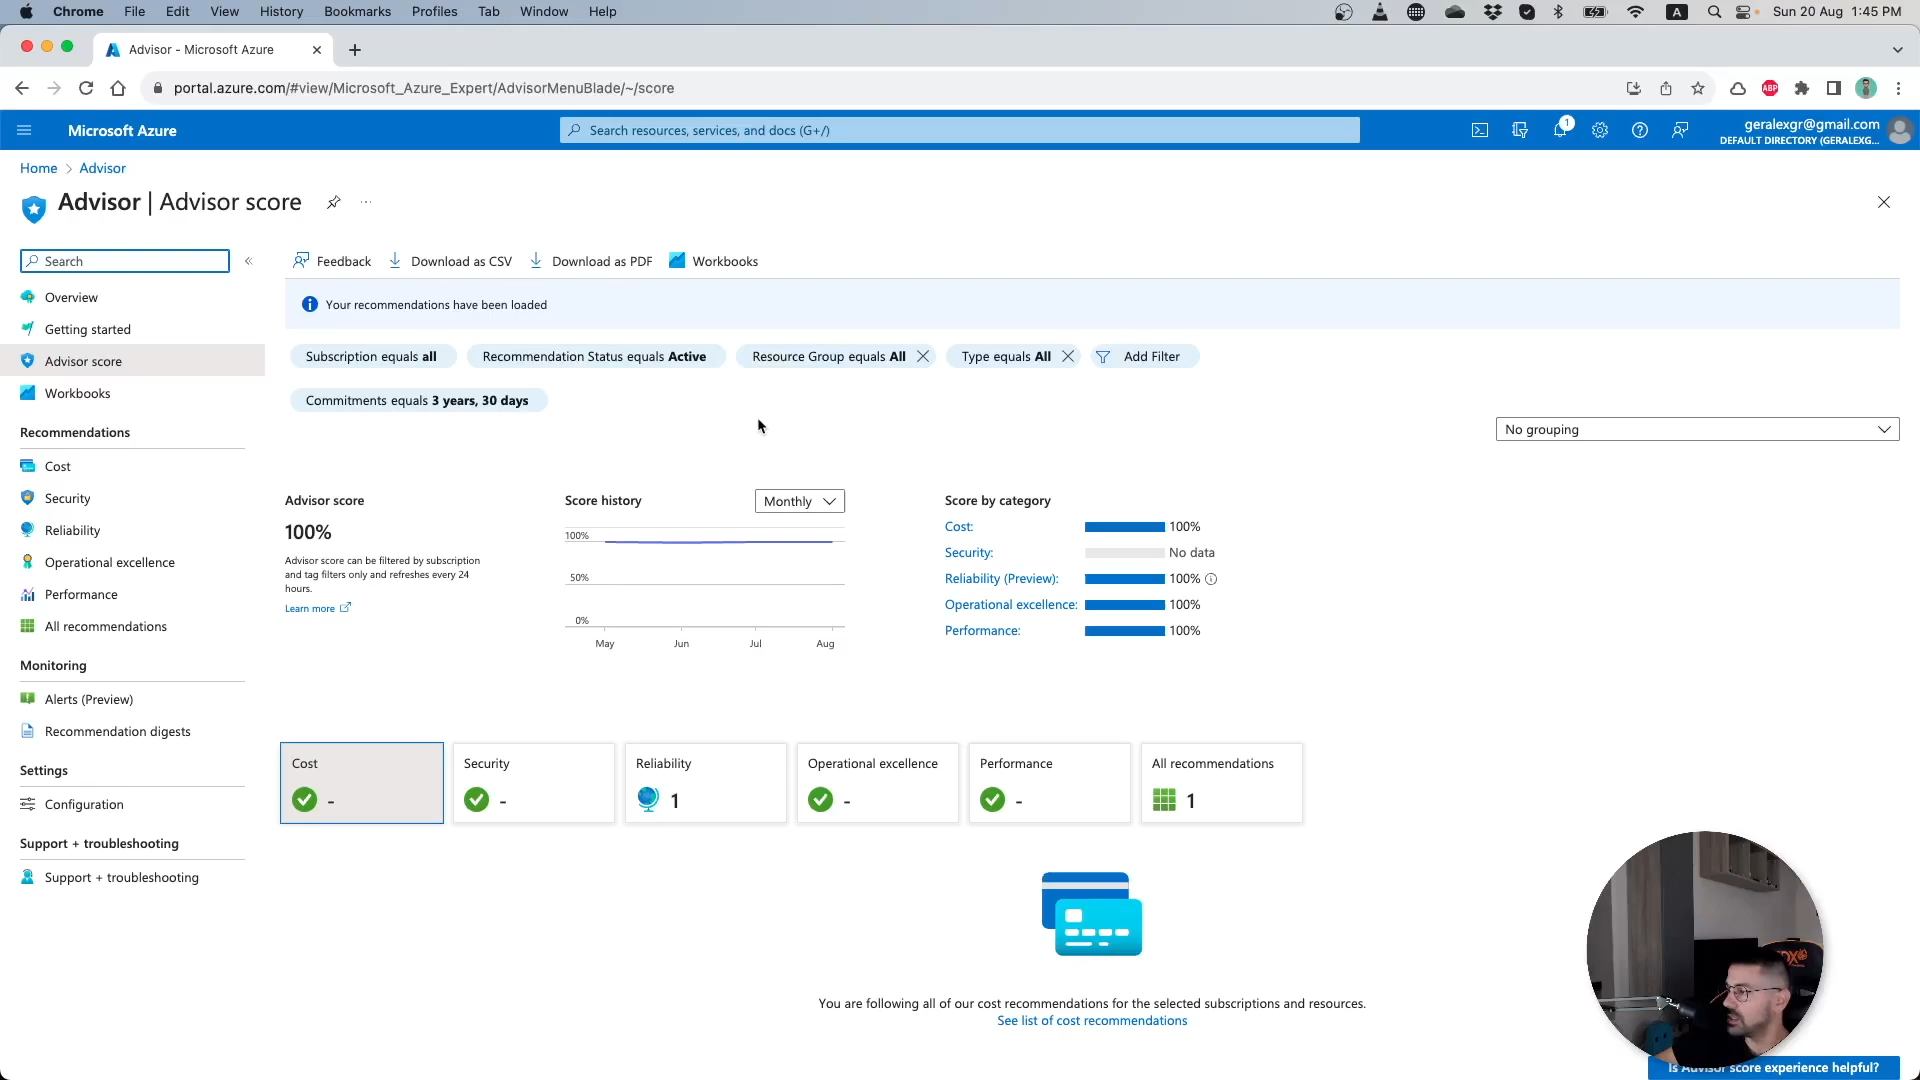 Chrome File Edit View History Bookmarks Profiles Tab Window Help
A Sun 20 Aug 1:45 PM
Advisor - Microsoft Azure
portal.azure.com/#view/Microsoft_Azure_Expert/AdvisorMenuBlade/~/score
ABP
Microsoft Azure
Search resources, services, and docs (G+/)
1
geralexgr@gmail.com
DEFAULT DIRECTORY (GERALEXG...
Home > Advisor
Advisor | Advisor score
...
Search
«
Feedback
Download as CSV
Download as PDF
Workbooks
Your recommendations have been loaded
Overview
Getting started
Advisor score
Workbooks
Recommendations
Cost
Security
Reliability
Operational excellence
Performance
All recommendations
Monitoring
Alerts (Preview)
Recommendation digests
Settings
Configuration
Support + troubleshooting
Support + troubleshooting
Subscription equals all
Recommendation Status equals Active
Resource Group equals All
Type equals All
Add Filter
Commitments equals 3 years, 30 days
No grouping
Advisor score
100%
Advisor score can be filtered by subscription
and tag filters only and refreshes every 24
hours.
Learn more
Score history
Monthly
100%
50%
0%
May Jun Jul Aug
Score by category
Cost: 100%
Security: No data
Reliability (Preview): 100%
Operational excellence: 100%
Performance: 100%
Cost
-
Security
-
Reliability
1
Operational excellence
-
Performance
-
All recommendations
1
You are following all of our cost recommendations for the selected subscriptions and resources.
See list of cost recommendations
Is Advisor score experience helpful?